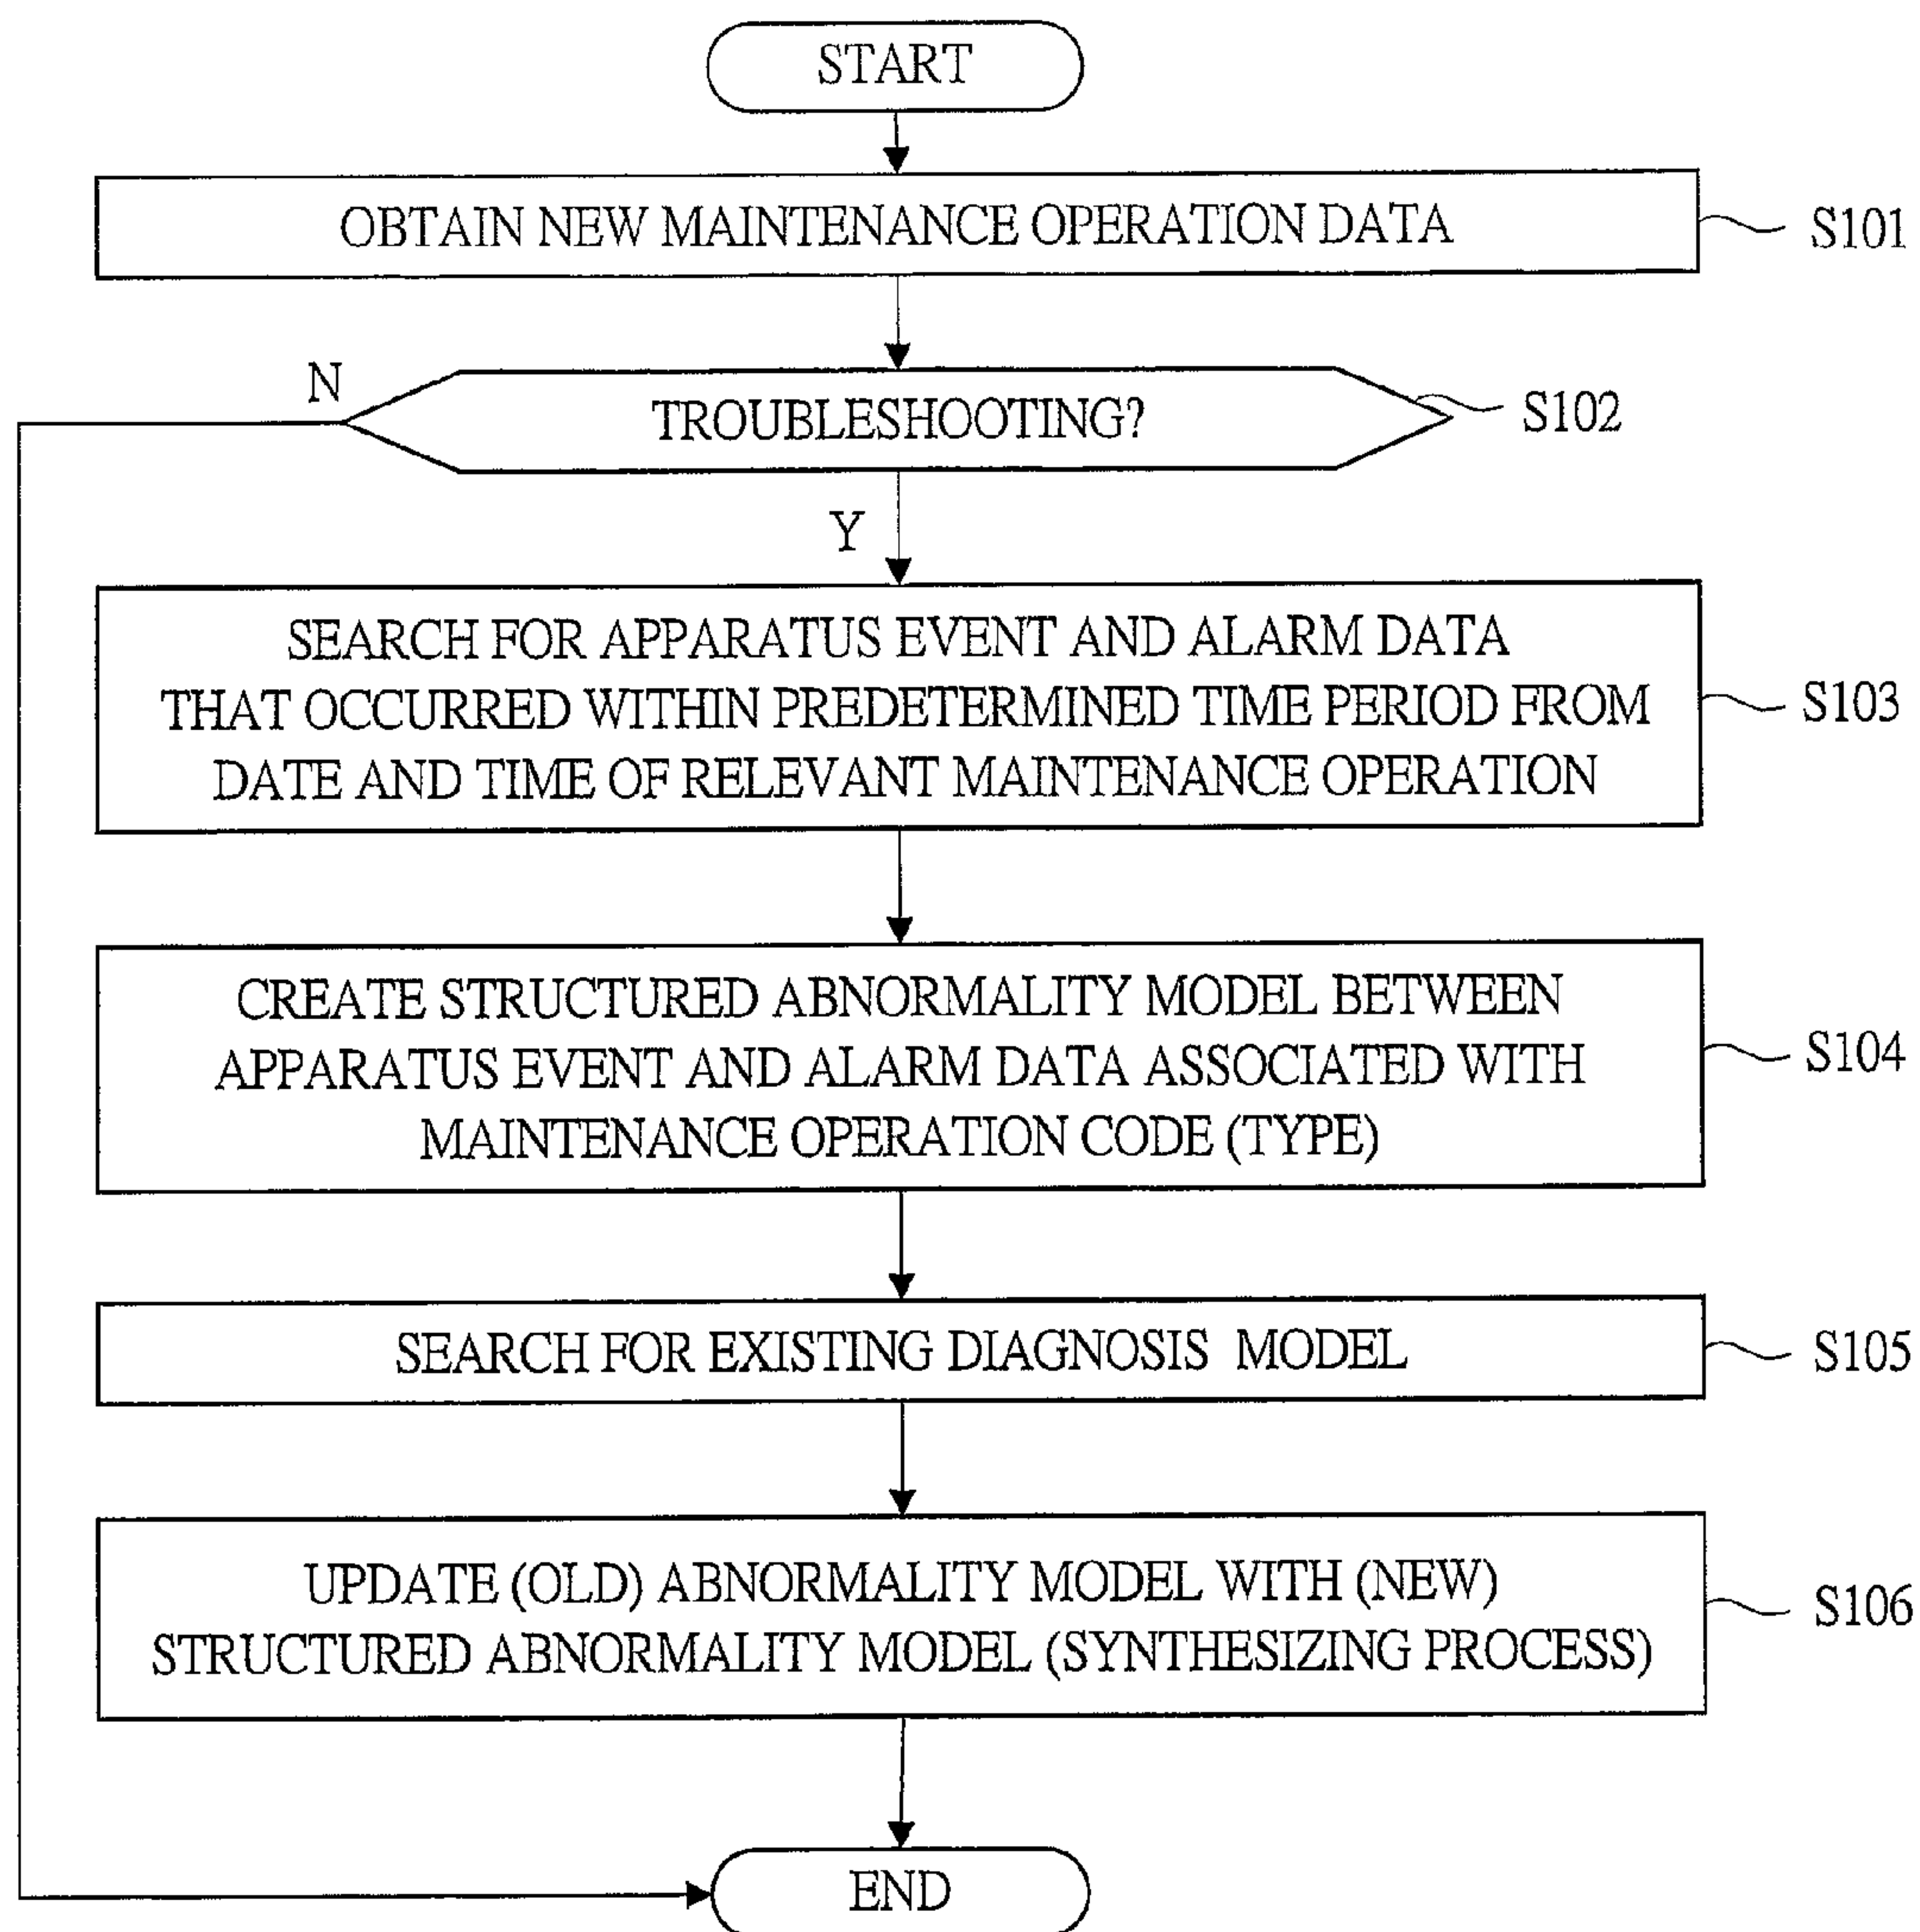 START
OBTAIN NEW MAINTENANCE OPERATION DATA
S101
N
TROUBLESHOOTING?
S102
Y
SEARCH FOR APPARATUS EVENT AND ALARM DATA
THAT OCCURRED WITHIN PREDETERMINED TIME PERIOD FROM
DATE AND TIME OF RELEVANT MAINTENANCE OPERATION
S103
CREATE STRUCTURED ABNORMALITY MODEL BETWEEN
APPARATUS EVENT AND ALARM DATA ASSOCIATED WITH
MAINTENANCE OPERATION CODE (TYPE)
S104
SEARCH FOR EXISTING DIAGNOSIS MODEL
S105
UPDATE (OLD) ABNORMALITY MODEL WITH (NEW)
STRUCTURED ABNORMALITY MODEL (SYNTHESIZING PROCESS)
S106
END